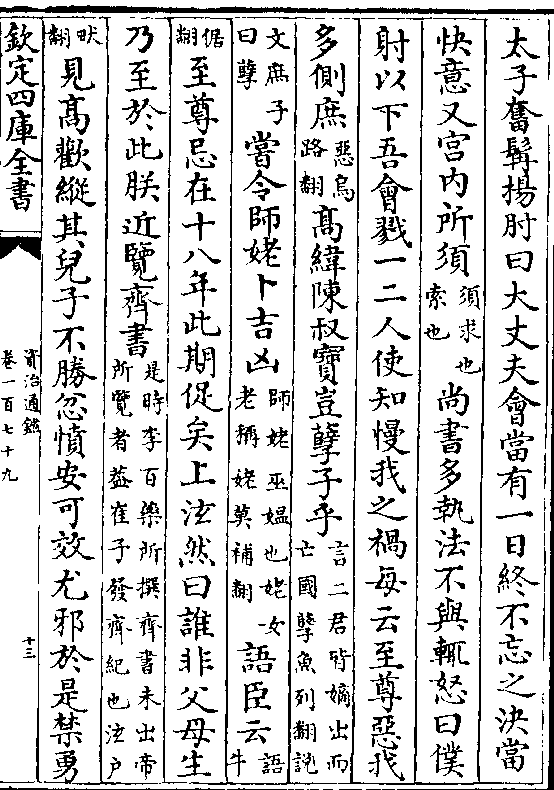 太子奮髯揚肘曰大丈夫會當有一日終不忘之決當
快意又宫内所須須求也索也尚書多執法不與輒怒曰僕
射以下吾會戮一二人使知慢我之禍每云至尊惡我
多側庶惡烏路翻高緯陳叔寶豈孽子乎言二君皆嫡出而亡國孽魚列翻說
文庶子曰孽嘗令師姥卜吉凶師姥巫媼也姥女老稱姥莫補翻語臣云語牛
倨翻至尊忌在十八年此期促矣上泫然曰誰非父母生
乃至於此朕近覽齊書是時李百藥所撰齊書未出帝所覽者葢崔子發齊紀也泫户
畎翻見高歡縱其兒子不勝忿憤安可效尤邪於是禁勇
欽定四庫全書
資治通鑑
卷一百七十九
十三